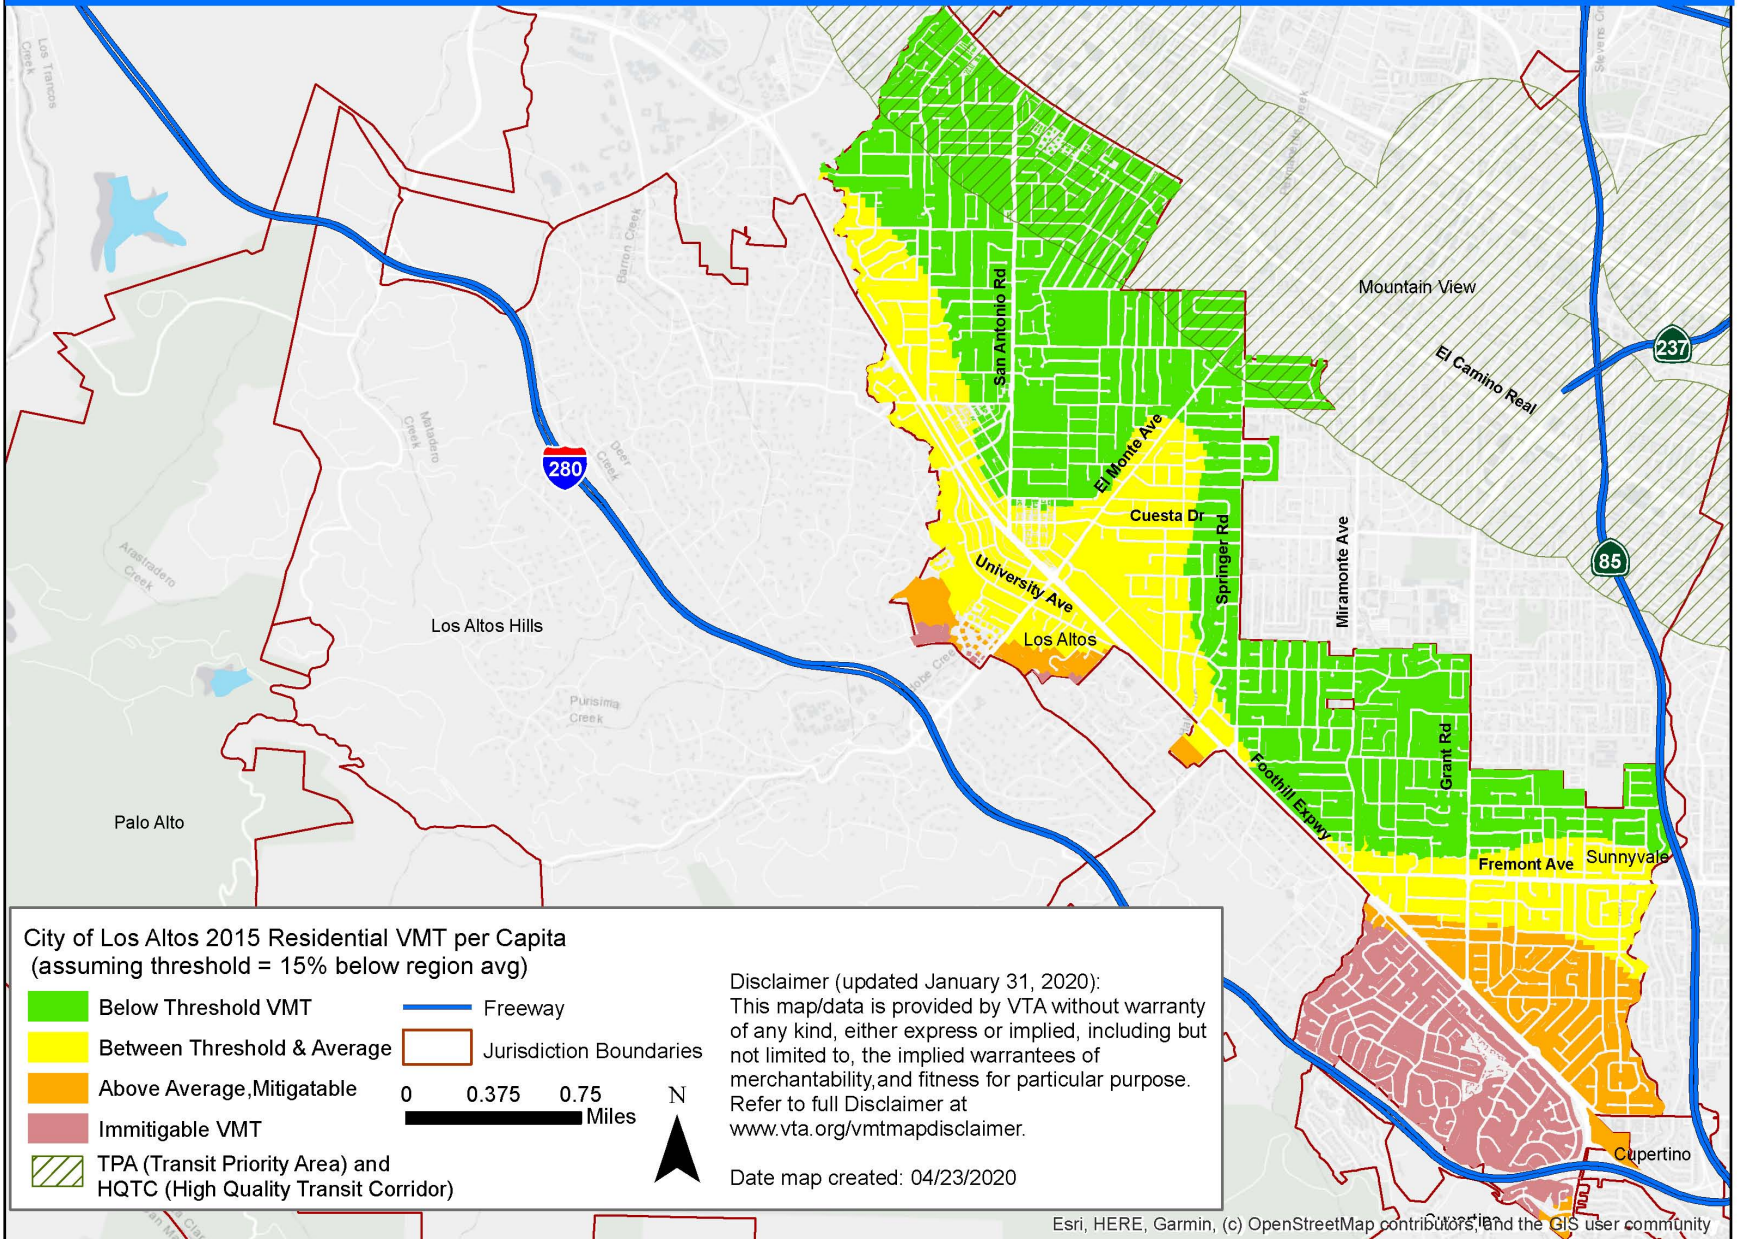 Los Trancos
Creek
Stevens Cr
Permanente Creek
Barron Creek
San Antonio Rd
Mountain View
237
El Camino Real
Matadero
Creek
Deer
Creek
280
El Monte Ave
Cuesta Dr
Springer Rd
Miramonte Ave
85
Arastradero
Creek
University Ave
Los Altos Hills
Los Altos
Purisima
Creek
Grant Rd
Foothill Expwy
Palo Alto
Fremont Ave
Sunnyvale
City of Los Altos 2015 Residential VMT per Capita
(assuming threshold = 15% below region avg)
Below Threshold VMT
Between Threshold & Average
Above Average,Mitigatable
Immitigable VMT
TPA (Transit Priority Area) and
HQTC (High Quality Transit Corridor)
Freeway
Jurisdiction Boundaries
0 0.375 0.75
Miles
N
Disclaimer (updated January 31, 2020):
This map/data is provided by VTA without warranty
of any kind, either express or implied, including but
not limited to, the implied warrantees of
merchantability,and fitness for particular purpose.
Refer to full Disclaimer at
www.vta.org/vmtmapdisclaimer.
Date map created: 04/23/2020
Cupertino
Cupertino
Esri, HERE, Garmin, (c) OpenStreetMap contributors, and the GIS user community